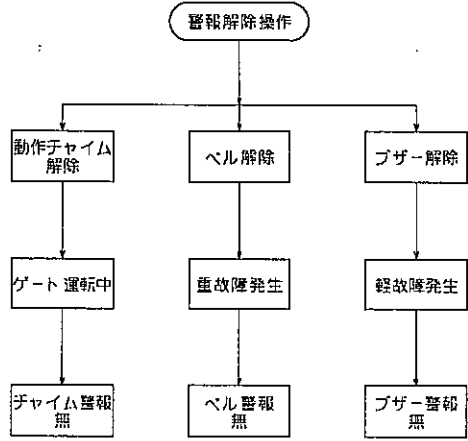 警報解除操作
動作チャイム
解除
ベル解除
ブザー解除
ゲート運転中
重故障発生
軽故障発生
チャイム警報
無
ベル警報
無
ブザー警報
無